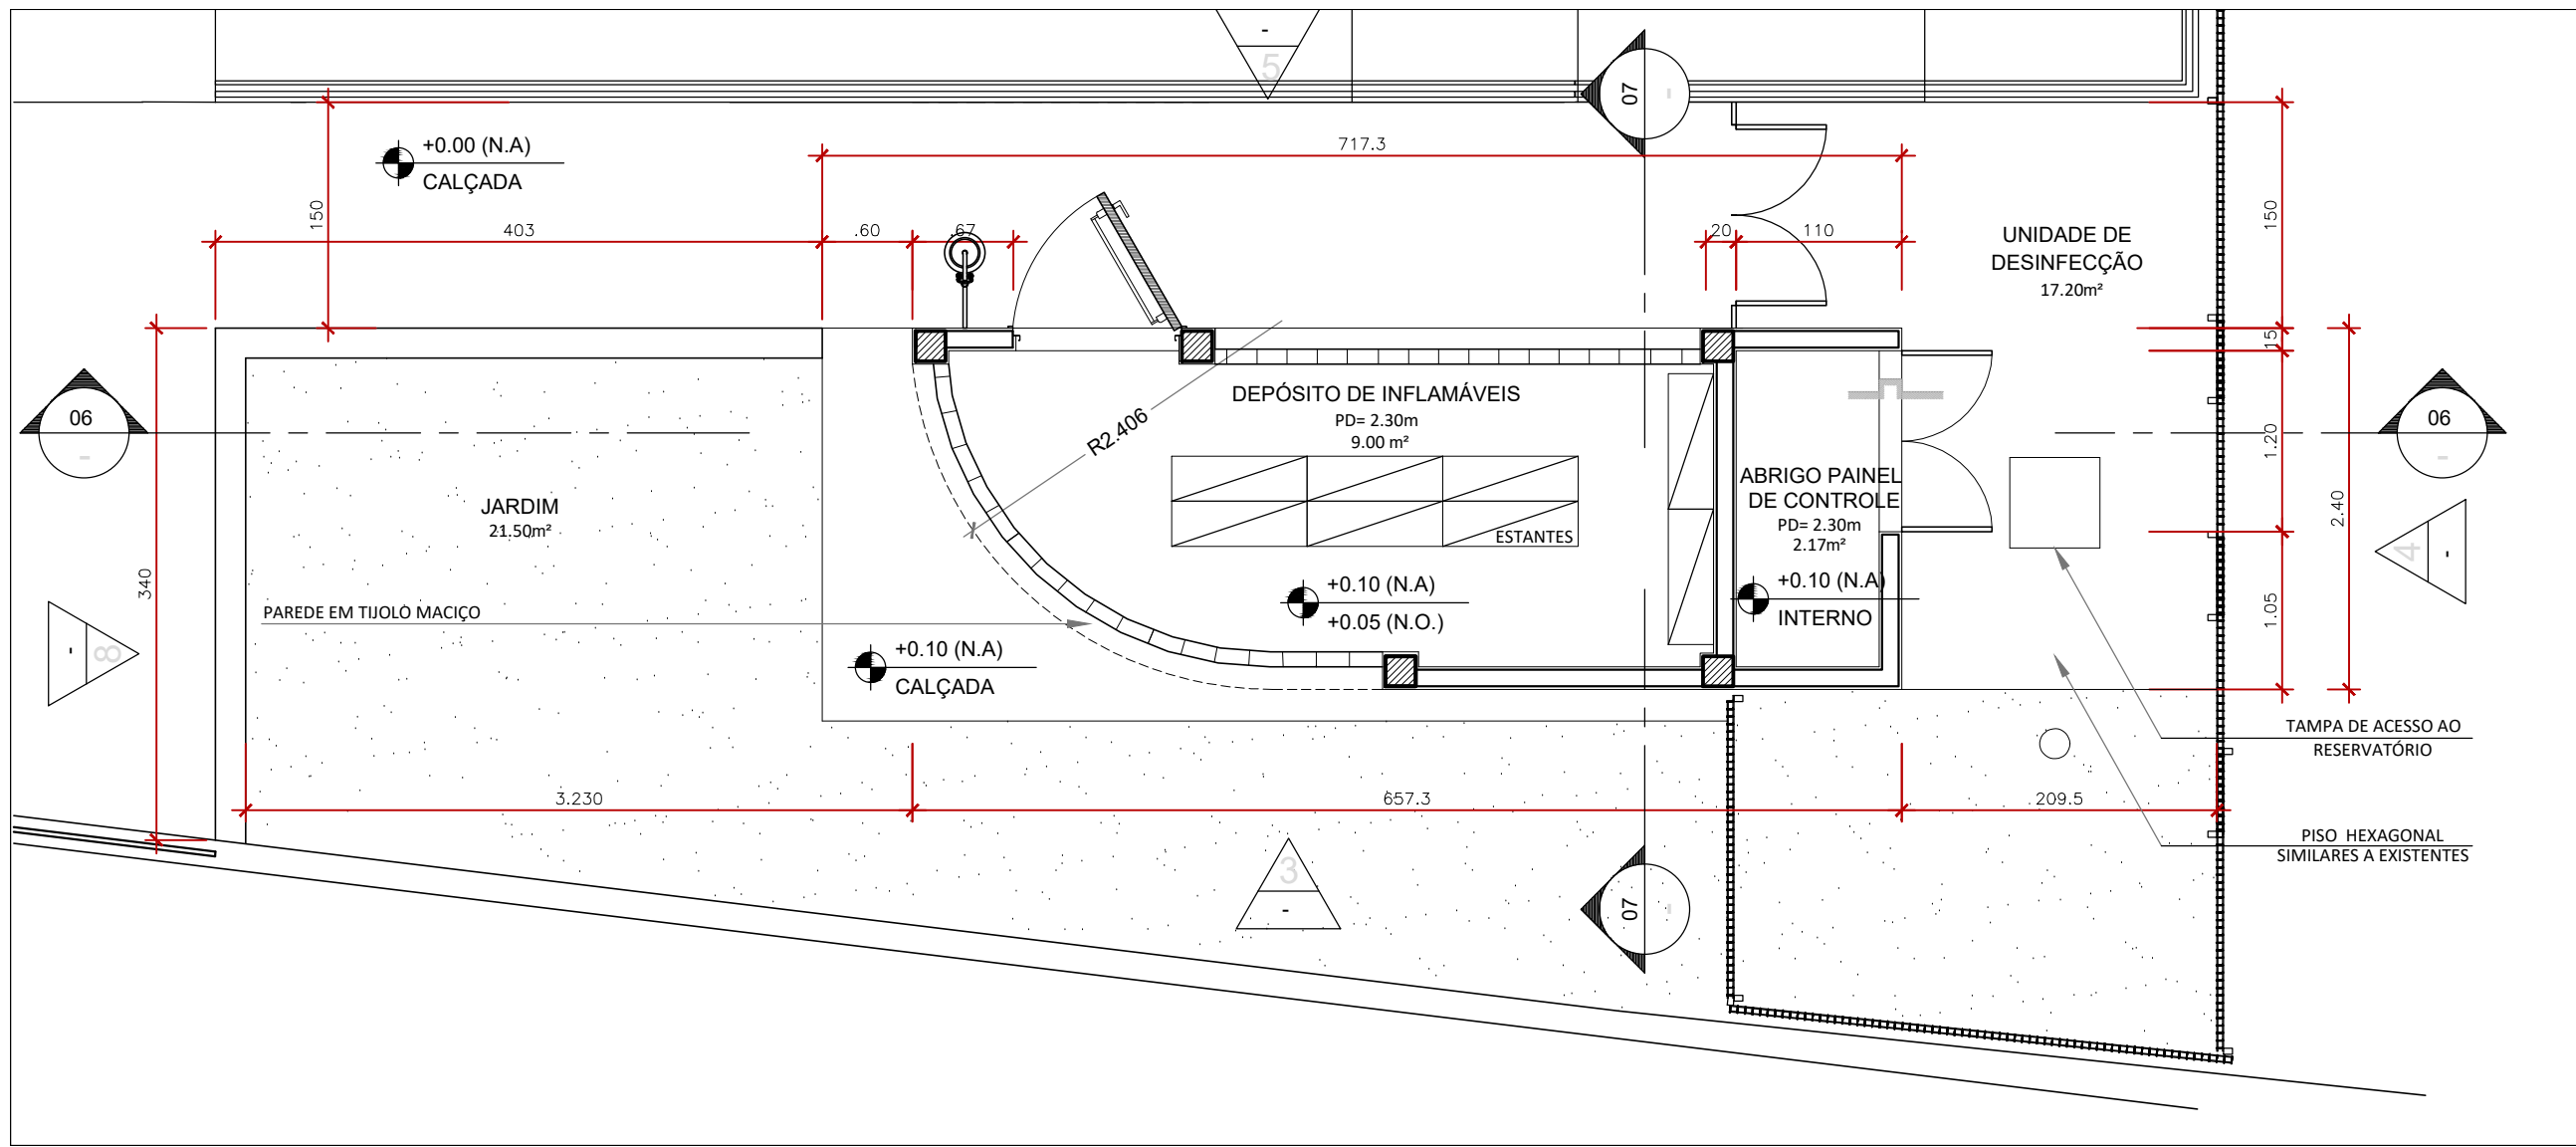 -
5
07
-
+0.00 (N.A)
CALÇADA
717.3
150
403
.60
.67
20
110
150
UNIDADE DE
DESINFECÇÃO
17.20m²
15
06
-
DEPÓSITO DE INFLAMÁVEIS
PD= 2.30m
9.00 m²
R2.406
06
-
1.20
ABRIGO PAINEL
DE CONTROLE
PD= 2.30m
2.17m²
JARDIM
21.50m²
ESTANTES
2.40
4
-
340
PAREDE EM TIJOLO MACIÇO
+0.10 (N.A)
+0.05 (N.O.)
+0.10 (N.A)
INTERNO
1.05
-
8
+0.10 (N.A)
CALÇADA
TAMPA DE ACESSO AO
RESERVATÓRIO
3.230
657.3
209.5
PISO HEXAGONAL
SIMILARES A EXISTENTES
3
-
07
-